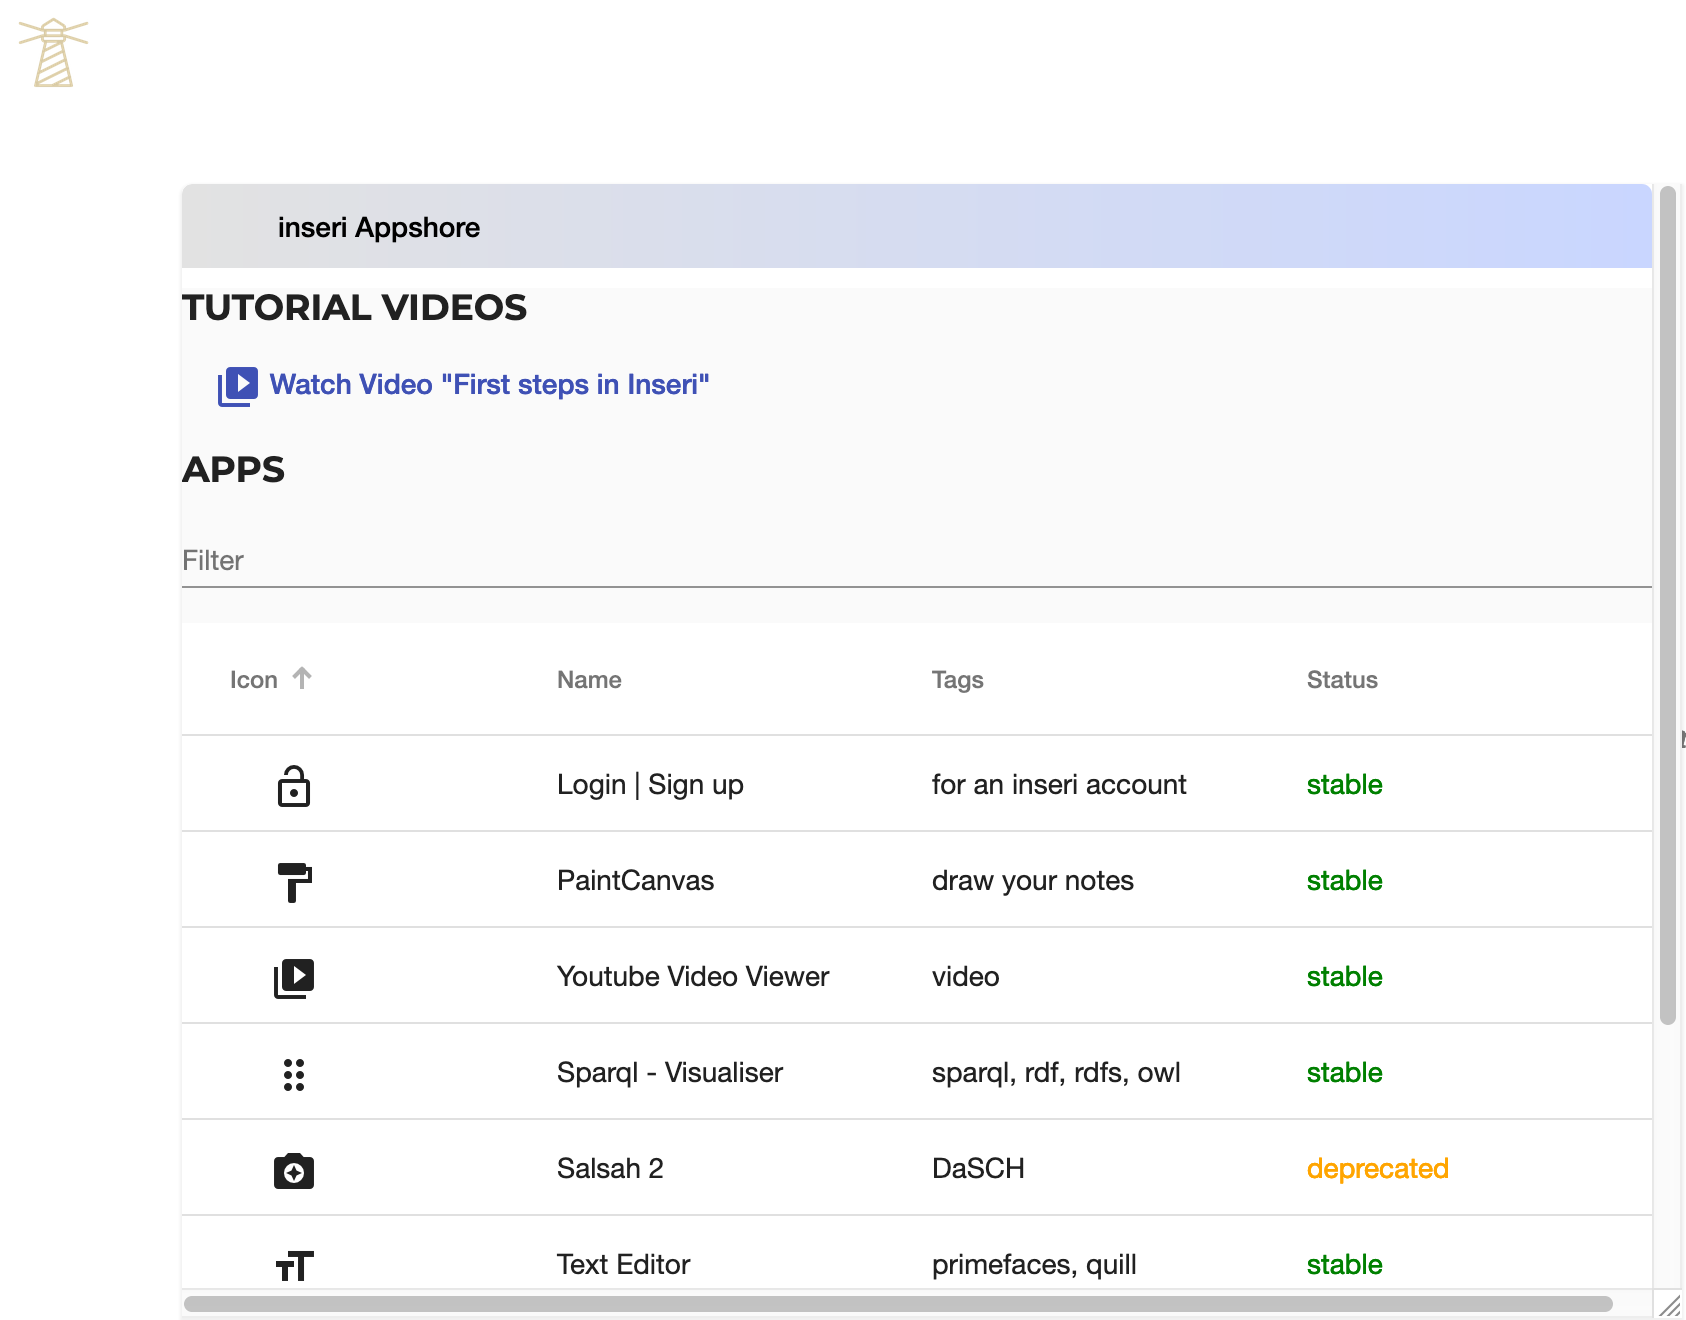 inseri Appshore
TUTORIAL VIDEOS
Watch Video "First steps in Inseri"
APPS
Filter
Icon Name Tags Status
Login | Sign up for an inseri account stable
PaintCanvas draw your notes stable
Youtube Video Viewer video stable
Sparql - Visualiser sparql, rdf, rdfs, owl stable
Salsah 2 DaSCH deprecated
Text Editor primefaces, quill stable